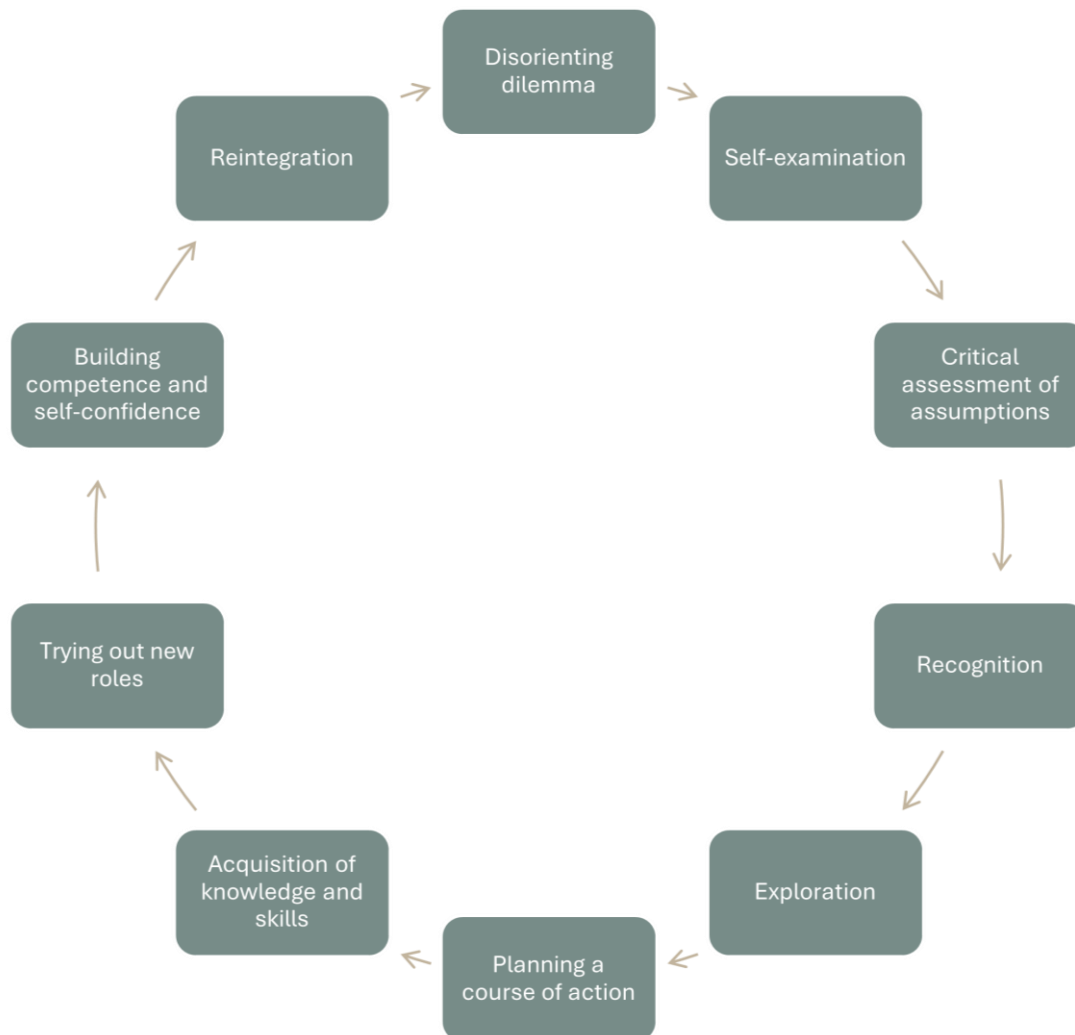 Disorienting
dilemma
Self-examination
Critical
assessment of
assumptions
Recognition
Exploration
Planning a
course of action
Acquisition of
knowledge and
skills
Trying out new
roles
Building
competence and
self-confidence
Reintegration